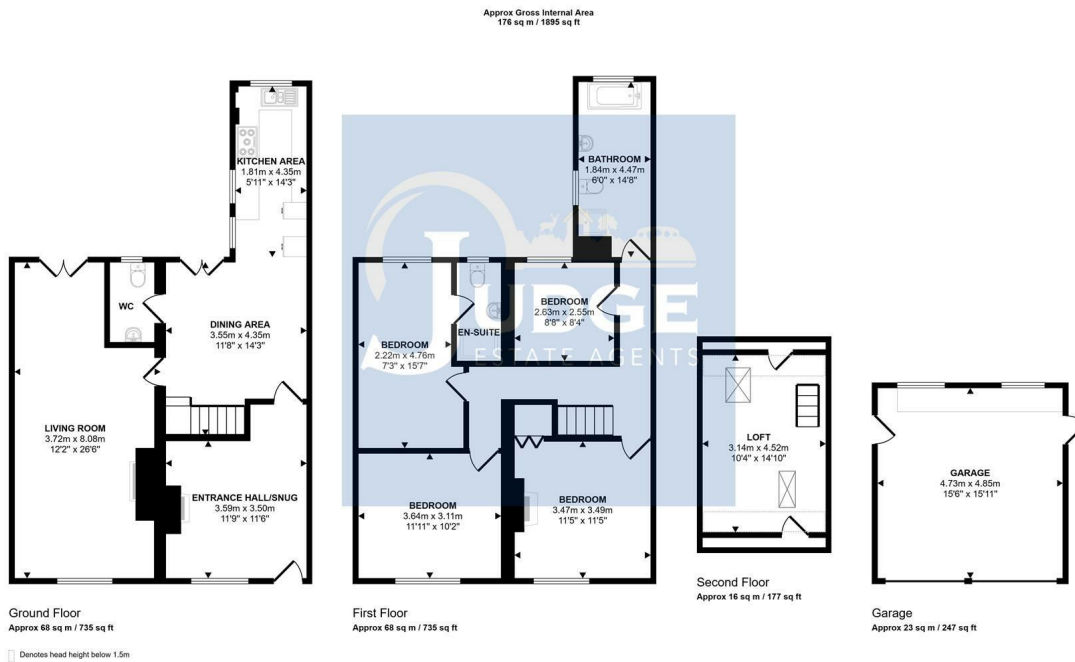 Approx Gross Internal Area
176 sq m / 1895 sq ft
KITCHEN AREA
1.81m x 4.35m
5'11" x 14'3"
WC
DINING AREA
3.55m x 4.35m
11'8" x 14'3"
LIVING ROOM
3.72m x 8.08m
12'2" x 26'6"
ENTRANCE HALL/SNUG
3.59m x 3.50m
11'9" x 11'6"
Ground Floor
Approx 68 sq m / 735 sq ft
Denotes head height below 1.5m
BATHROOM
1.84m x 4.47m
6'0" x 14'8"
BEDROOM
2.63m x 2.55m
8'8" x 8'4"
EN-SUITE
BEDROOM
2.22m x 4.76m
7'3" x 15'7"
JUDGE
ESTATE AGENTS
BEDROOM
3.64m x 3.11m
11'11" x 10'2"
BEDROOM
3.47m x 3.49m
11'5" x 11'5"
First Floor
Approx 68 sq m / 735 sq ft
LOFT
3.14m x 4.52m
10'4" x 14'10"
Second Floor
Approx 16 sq m / 177 sq ft
GARAGE
4.73m x 4.85m
15'6" x 15'11"
Garage
Approx 23 sq m / 247 sq ft